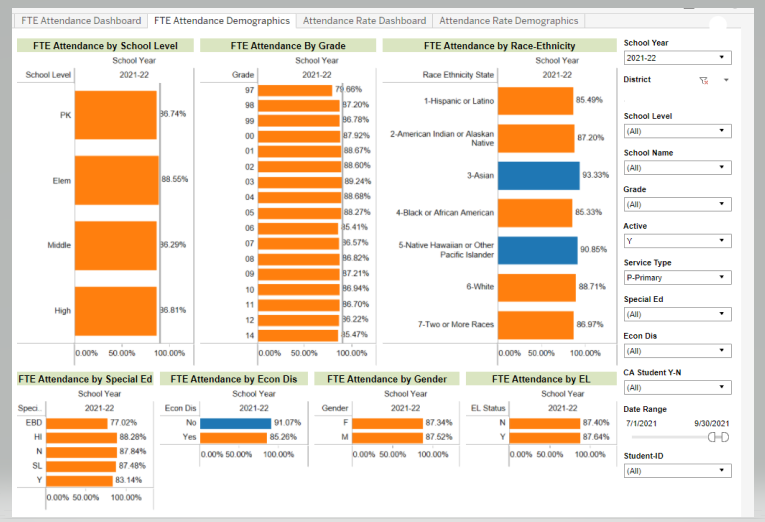 FTE Attendance Dashboard
FTE Attendance Demographics
Attendance Rate Dashboard
Attendance Rate Demographics
FTE Attendance by School Level
School Year
School Level
2021-22
PK
86.74%
Elem
88.55%
Middle
86.29%
High
86.81%
0.00% 50.00% 100.00%
FTE Attendance By Grade
School Year
Grade
2021-22
97 79.66%
98 87.20%
99 86.78%
00 87.92%
01 88.67%
02 88.60%
03 89.24%
04 88.68%
05 88.27%
06 85.41%
07 86.57%
08 86.82%
09 87.21%
10 86.94%
11 86.70%
12 86.22%
14 85.47%
0.00% 50.00% 100.00%
FTE Attendance by Race-Ethnicity
School Year
Race Ethnicity State
2021-22
1-Hispanic or Latino
85.49%
2-American Indian or Alaskan
Native
87.20%
3-Asian
93.33%
4-Black or African American
85.33%
5-Native Hawaiian or Other
Pacific Islander
90.85%
6-White
88.71%
7-Two or More Races
86.97%
0.00% 50.00% 100.00%
School Year
2021-22
District
School Level
(All)
School Name
(All)
Grade
(All)
Active
Y
Service Type
P-Primary
Special Ed
(All)
Econ Dis
(All)
CA Student Y-N
(All)
Date Range
7/1/2021 9/30/2021
Student-ID
(All)
FTE Attendance by Special Ed
School Year
Speci..
2021-22
EBD 77.02%
HI 88.28%
N 87.84%
SL 87.48%
Y 83.14%
0.00% 50.00% 100.00%
FTE Attendance by Econ Dis
School Year
Econ Dis
2021-22
No 91.07%
Yes 85.26%
0.00% 50.00% 100.00%
FTE Attendance by Gender
School Year
Gender
2021-22
F 87.34%
M 87.52%
0.00% 50.00% 100.00%
FTE Attendance by EL
School Year
EL Status
2021-22
N 87.40%
Y 87.64%
0.00% 50.00% 100.00%